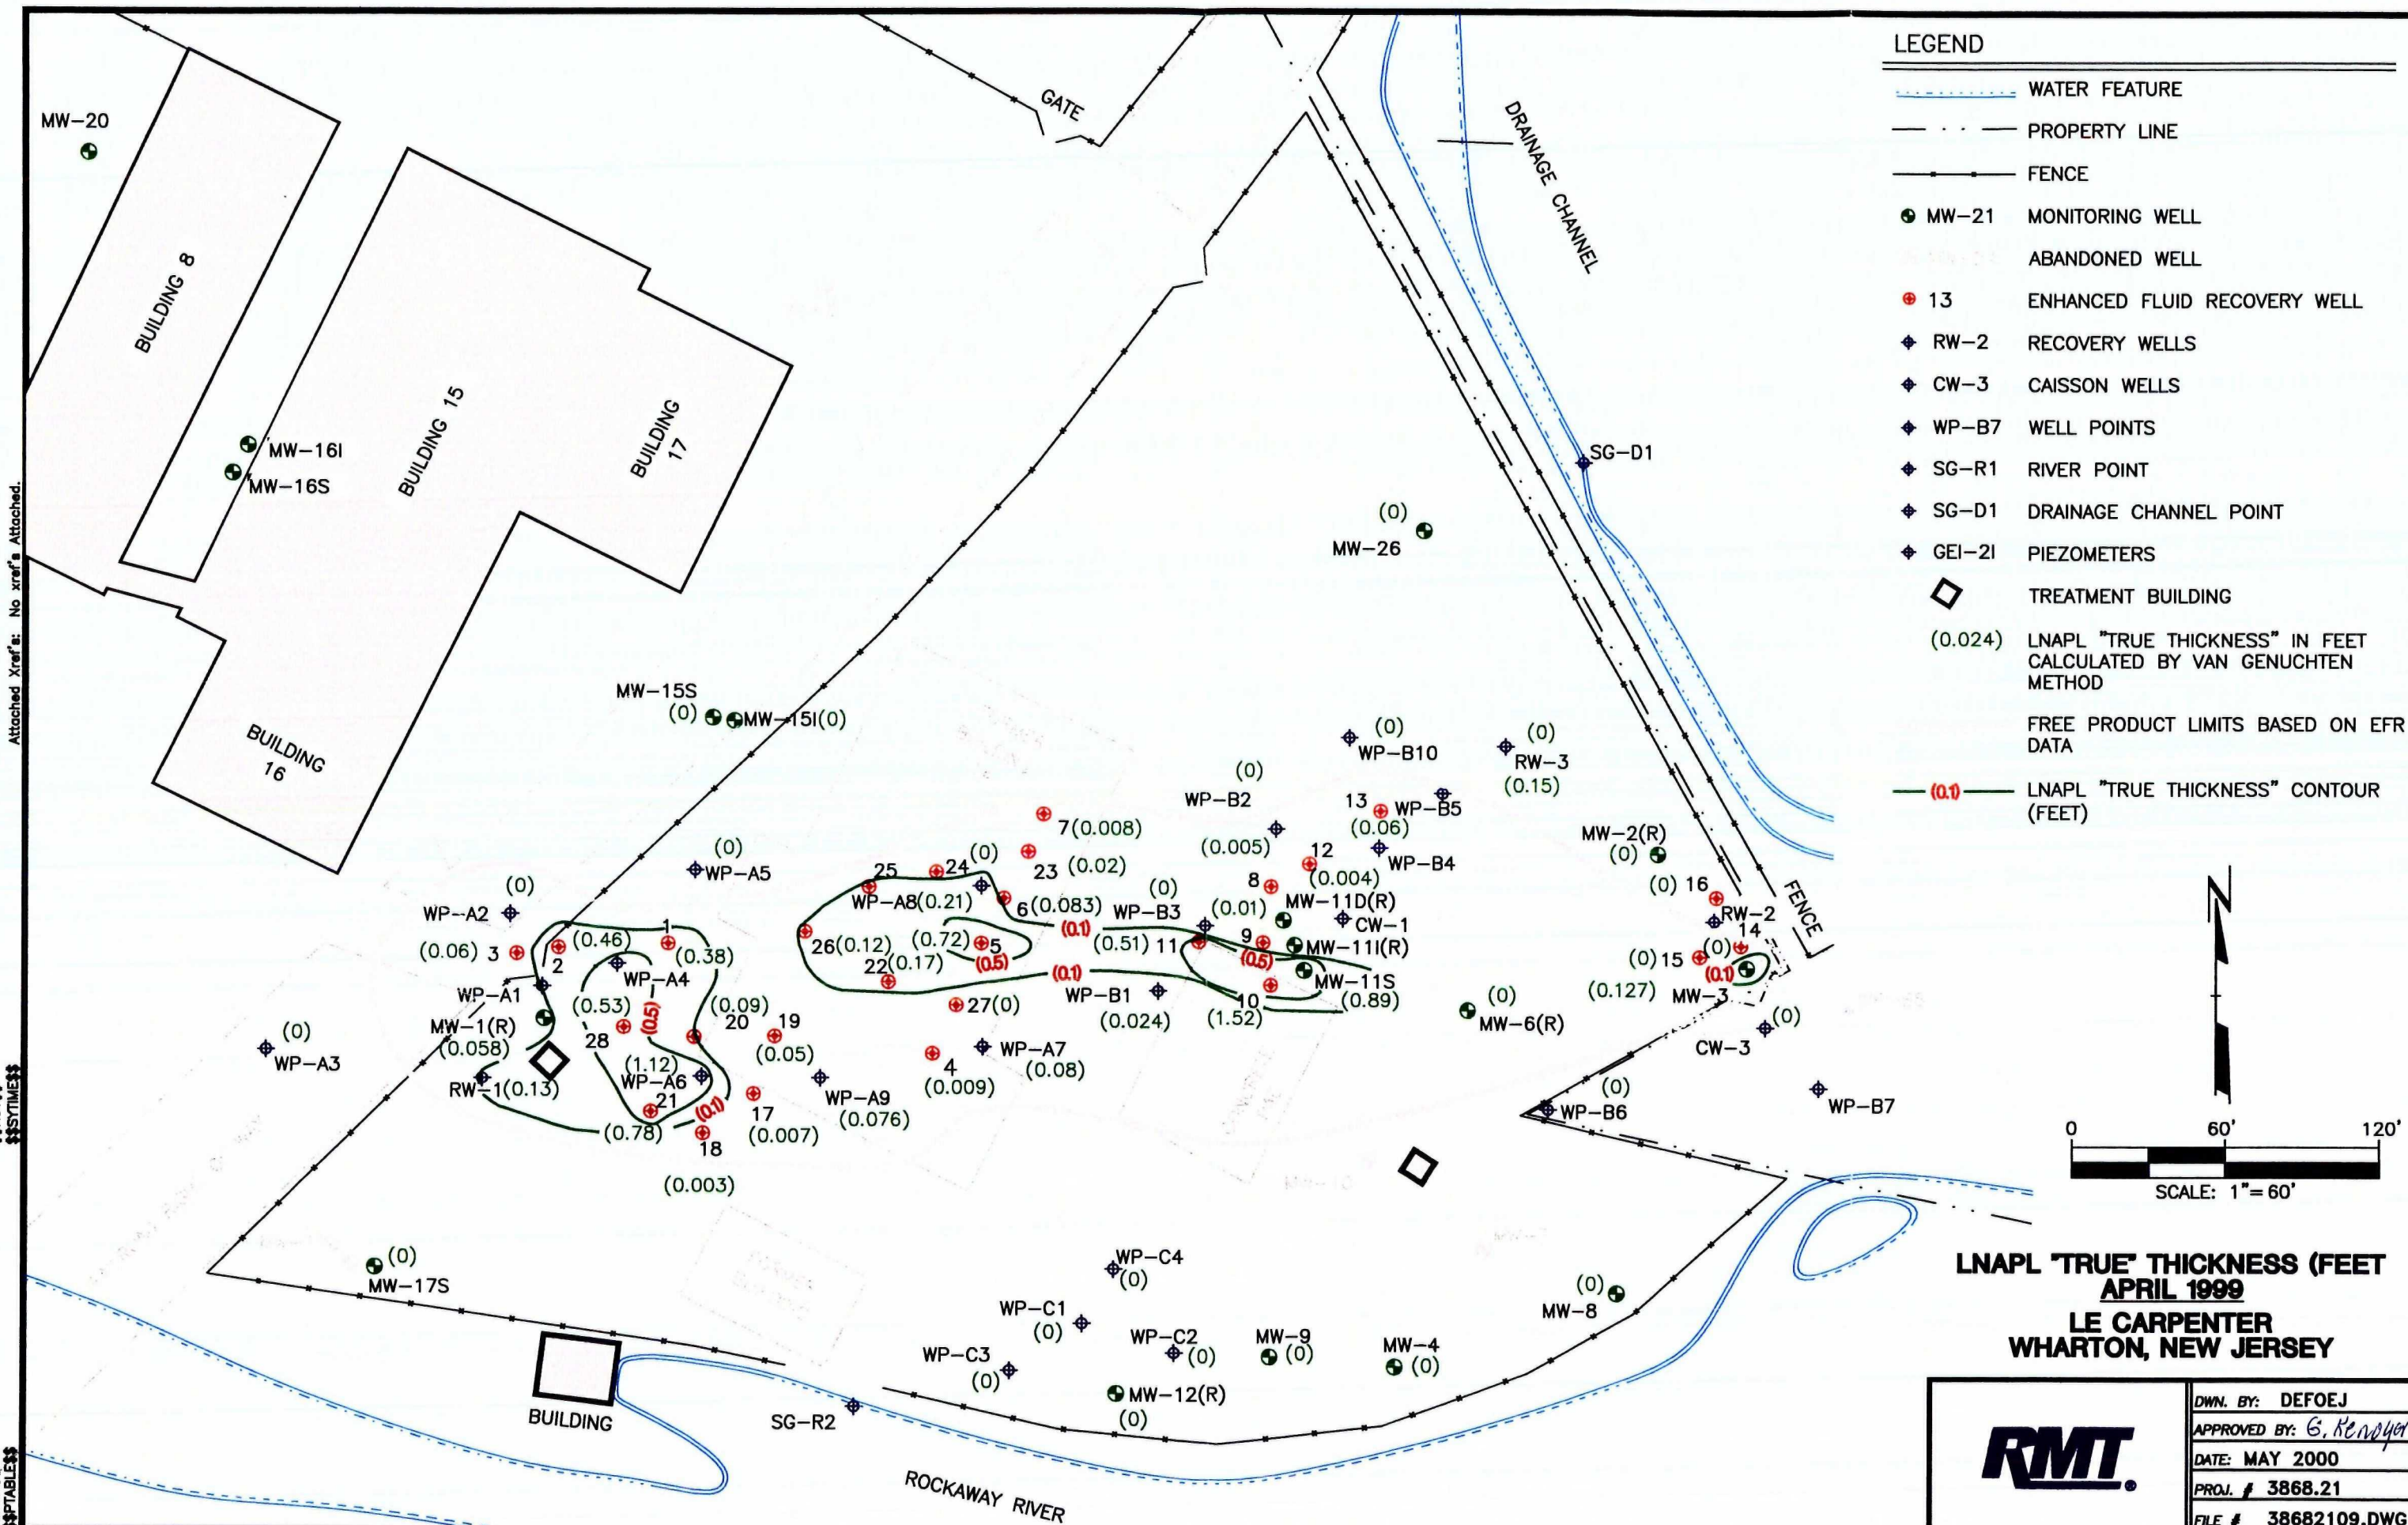 LEGEND
WATER FEATURE
PROPERTY LINE
FENCE
MW-21 MONITORING WELL
ABANDONED WELL
13 ENHANCED FLUID RECOVERY WELL
RW-2 RECOVERY WELLS
CW-3 CAISSON WELLS
WP-B7 WELL POINTS
SG-R1 RIVER POINT
SG-D1 DRAINAGE CHANNEL POINT
GEI-2I PIEZOMETERS
TREATMENT BUILDING
(0.024) LNAPL "TRUE THICKNESS" IN FEET
CALCULATED BY VAN GENUCHTEN
METHOD
FREE PRODUCT LIMITS BASED ON EFR
DATA
(0.1) LNAPL "TRUE THICKNESS" CONTOUR
(FEET)
GATE
DRAINAGE CHANNEL
MW-20
BUILDING 8
BUILDING 15
BUILDING
17
MW-16I
MW-16S
BUILDING
16
SG-D1
(0)
MW-26
MW-15S
(0)
MW-15I(0)
(0)
WP-B10
(0)
RW-3
(0.15)
(0)
WP-B2
13
WP-B5
(0.06)
7(0.008)
(0.005)
WP-B4
MW-2(R)
(0)
(0)
WP-A5
25
24
(0)
23
(0.02)
12
(0.004)
8
(0)
16
FENCE
(0)
WP-A2
WP-A8(0.21)
6(0.083)
(0)
WP-B3
(0.01)
MW-11D(R)
CW-1
RW-2
14
1
(0.06)
3
2
(0.46)
(0.38)
26(0.12)
(0.72)
5
(0.5)
(0.1)
(0.51)
11
9
MW-11I(R)
(0.5)
(0)
(0)
15
(0.1)
WP-A4
22(0.17)
(0.1)
WP-B1
10
MW-11S
(0.89)
(0.127)
MW-3
WP-A1
(0.53)
(0.5)
(0.09)
20
27(0)
(0.024)
(1.52)
(0)
MW-6(R)
(0)
CW-3
MW-1(R)
(0.058)
28
19
(0.05)
(0)
WP-A3
(1.12)
WP-A6
4
(0.009)
WP-A7
(0.08)
RW-1(0.13)
21
(0.1)
17
(0.007)
WP-A9
(0.076)
(0)
WP-B6
WP-B7
(0.78)
18
(0.003)
0 60' 120'
SCALE: 1"=60'
N
(0)
MW-17S
WP-C4
(0)
WP-C1
(0)
WP-C2
(0)
WP-C3
(0)
MW-9
(0)
MW-4
(0)
(0)
MW-8
MW-12(R)
(0)
BUILDING
SG-R2
ROCKAWAY RIVER
LNAPL "TRUE" THICKNESS (FEET
APRIL 1999
LE CARPENTER
WHARTON, NEW JERSEY
RMT®
DWN. BY: DEFOEJ
APPROVED BY: G. Kenoyer
DATE: MAY 2000
PROJ. # 3868.21
FILE # 38682109.DWG
Attached Xref's: No xref's Attached.
$$SYTIME$$